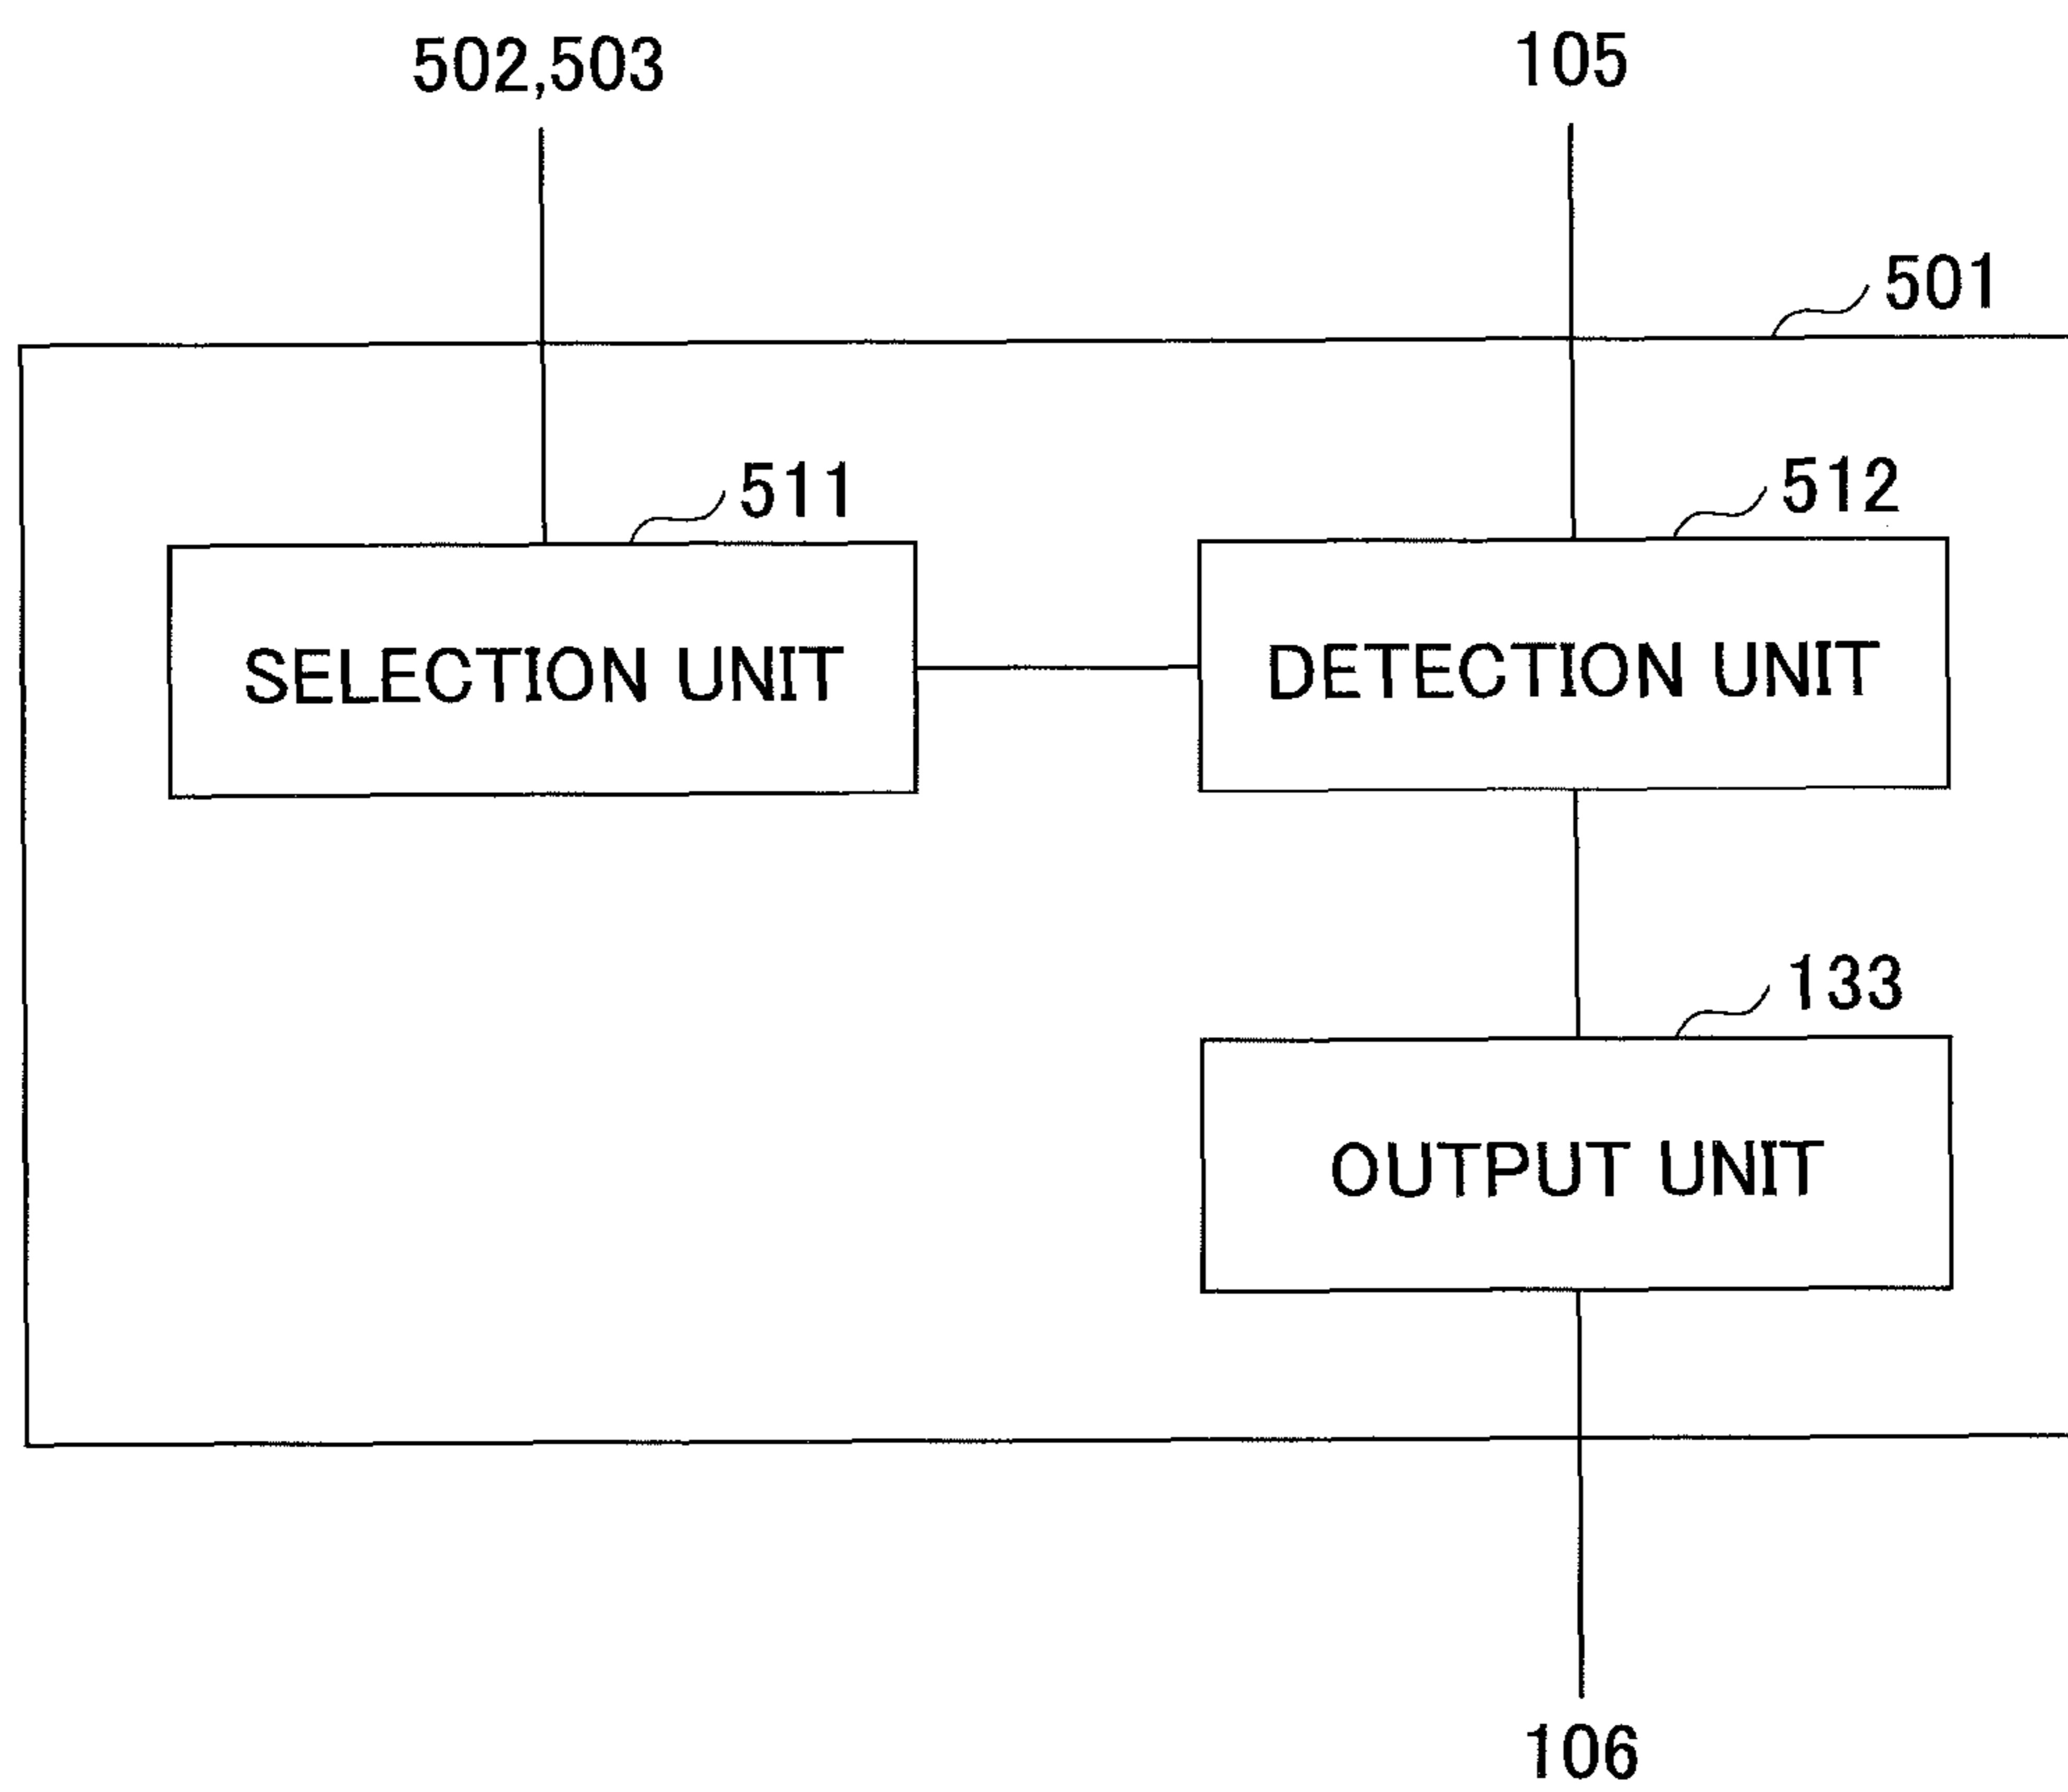 502,503
105
501
511
512
SELECTION UNIT
DETECTION UNIT
133
OUTPUT UNIT
106